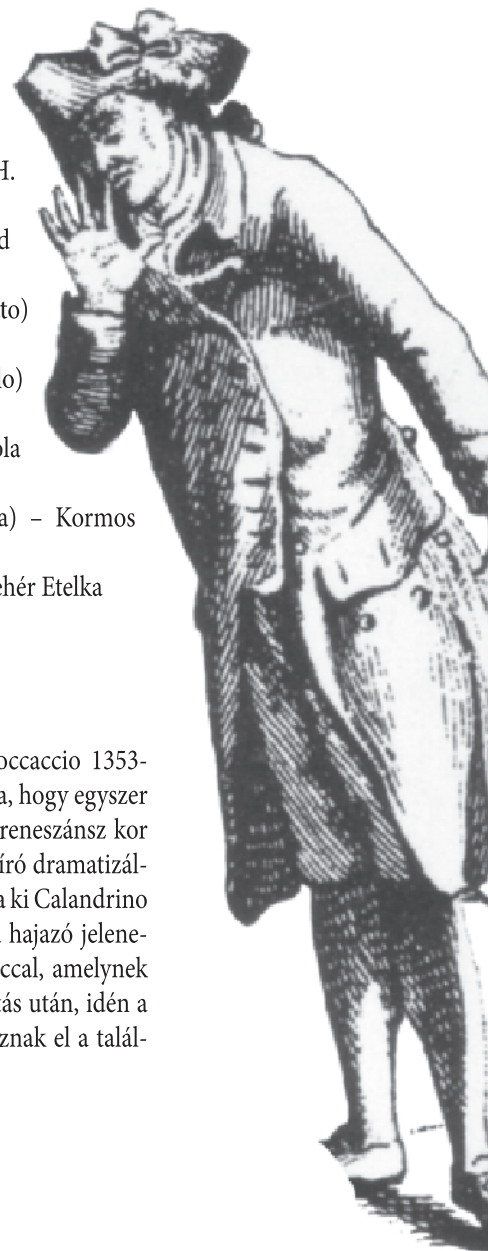 H.
d
to)
lo)
ola
a) – Kormos
ehér Etelka
occaccio 1353-
a, hogy egyszer
reneszánsz kor
író dramatizál-
a ki Calandrino
hajazó jelene-
ccal, amelynek
tás után, idén a
znak el a talál-